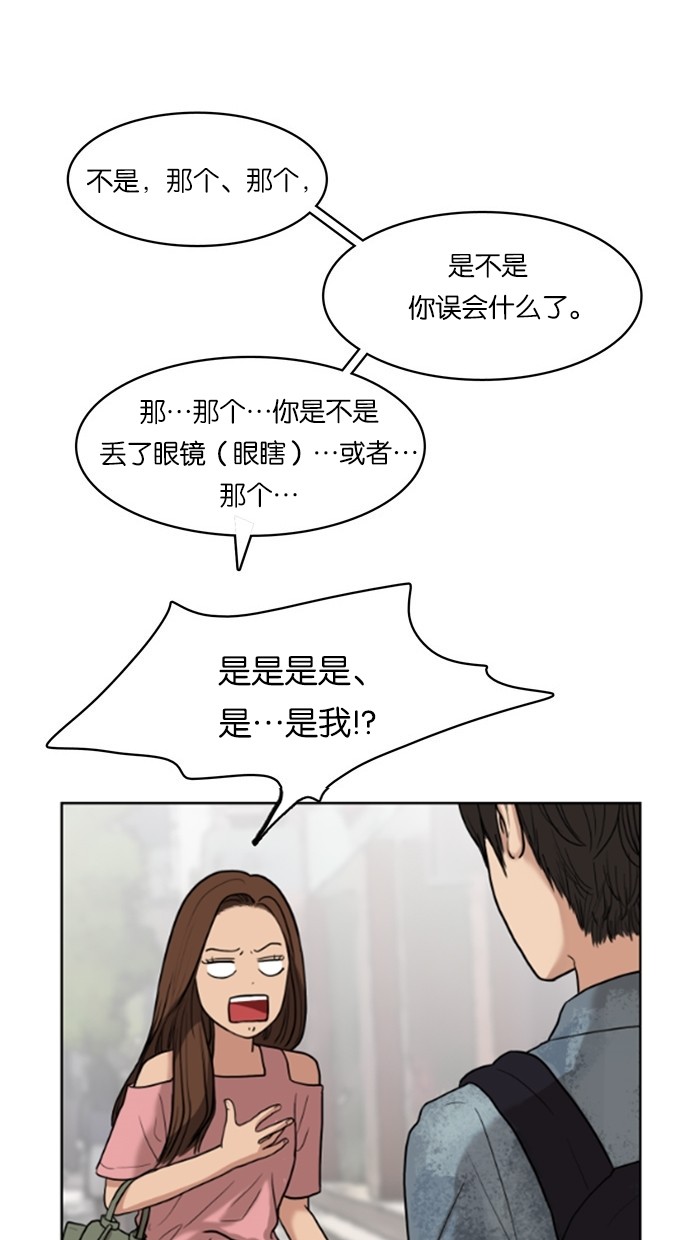 不是，那个、那个，
是不是
你误会什么了。
那…那个…你是不是
丢了眼镜（眼瞎）…或者…
那个…
是是是是、
是…是我!?